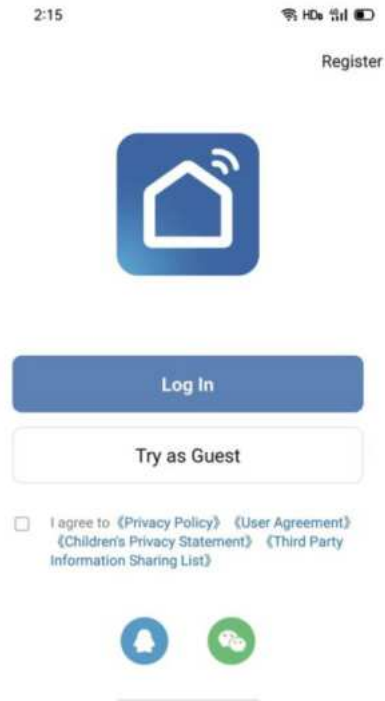 2:15
HD
Register
Log In
Try as Guest
I agree to 《Privacy Policy》 《User Agreement》
《Children's Privacy Statement》 《Third Party
Information Sharing List》